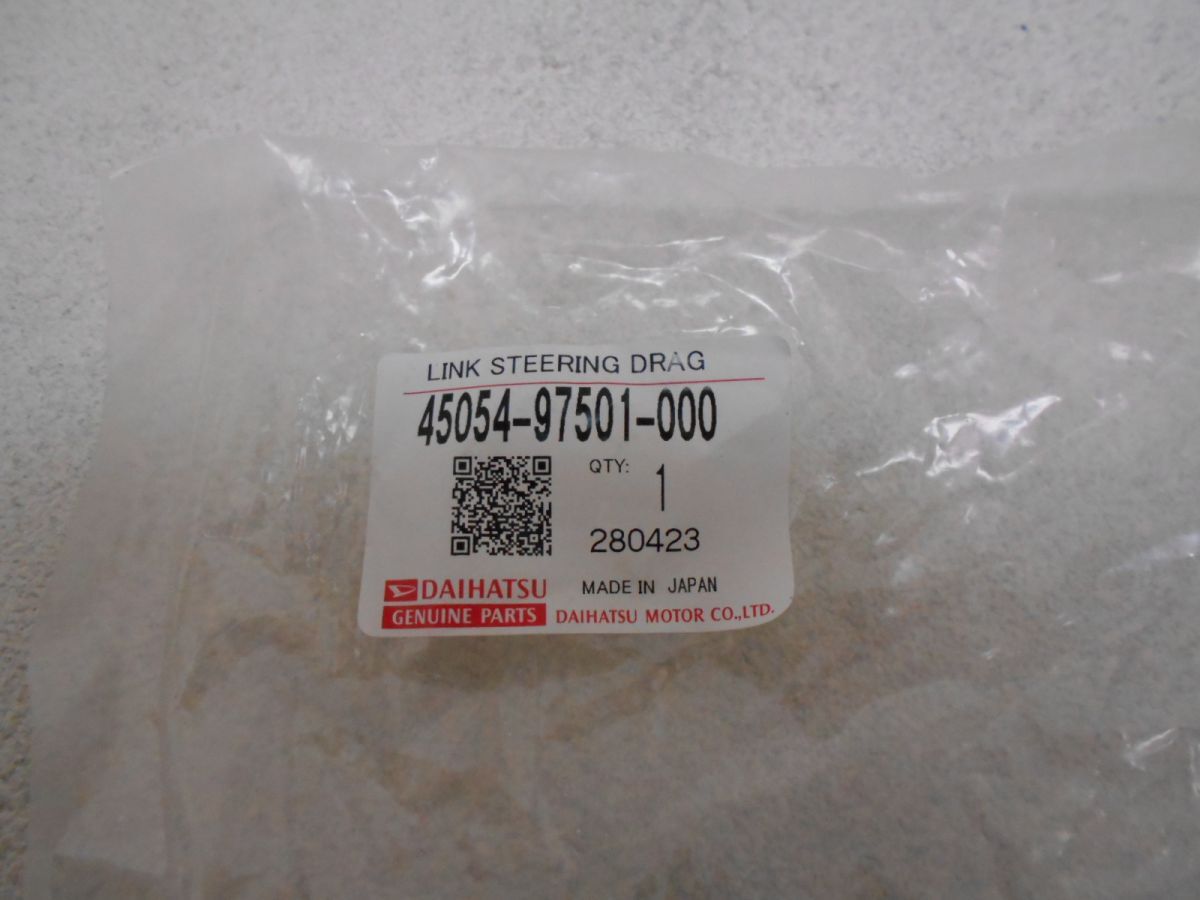 LINK STEERING DRAG
45054-97501-000
QTY: 1
280423
DAIHATSU MADE IN JAPAN
GENUINE PARTS DAIHATSU MOTOR CO.,LTD.